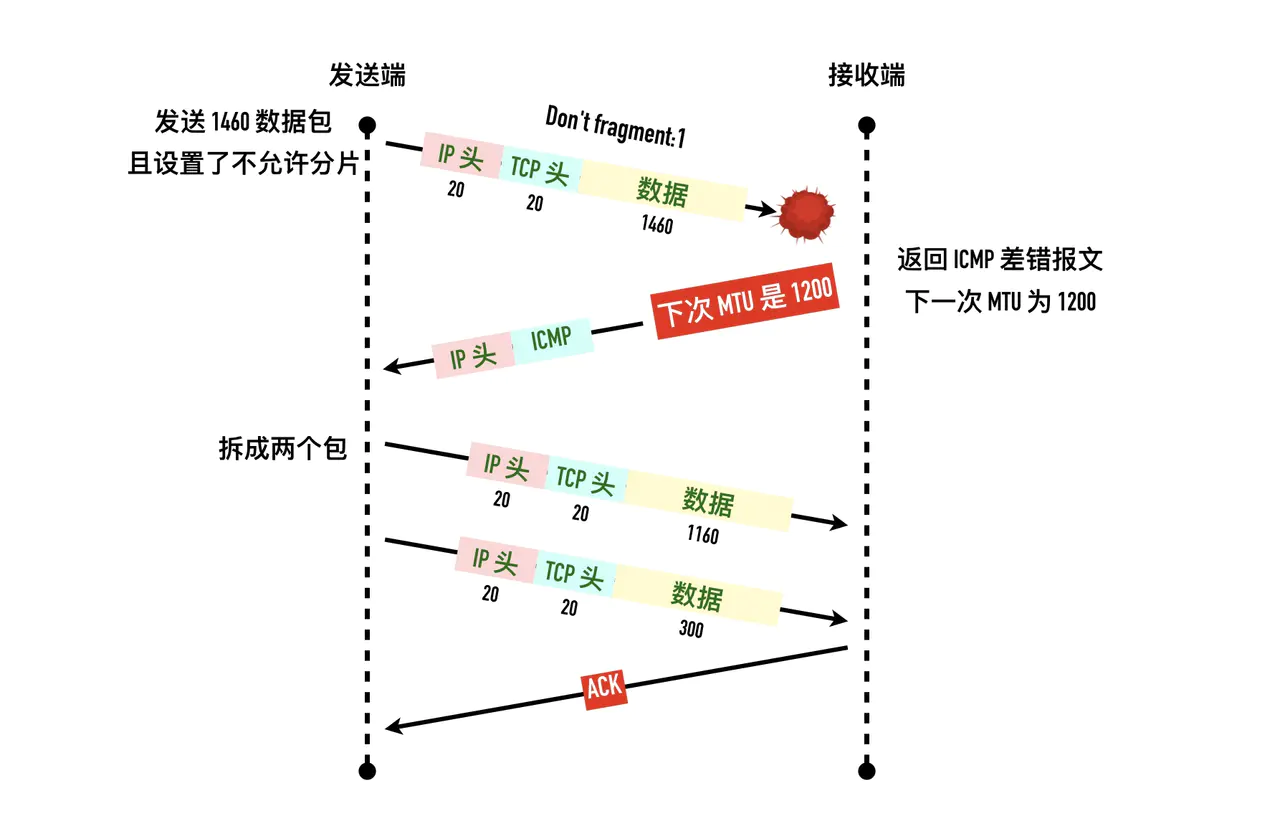 发送端
接收端
发送 1460 数据包
且设置了不允许分片
Don't fragment:1
IP 头
TCP 头
数据
20
20
1460
返回 ICMP 差错报文
下一次 MTU 为 1200
下次 MTU 是 1200
IP 头
ICMP
拆成两个包
IP 头
TCP 头
数据
20
20
1160
IP 头
TCP 头
数据
20
20
300
ACK